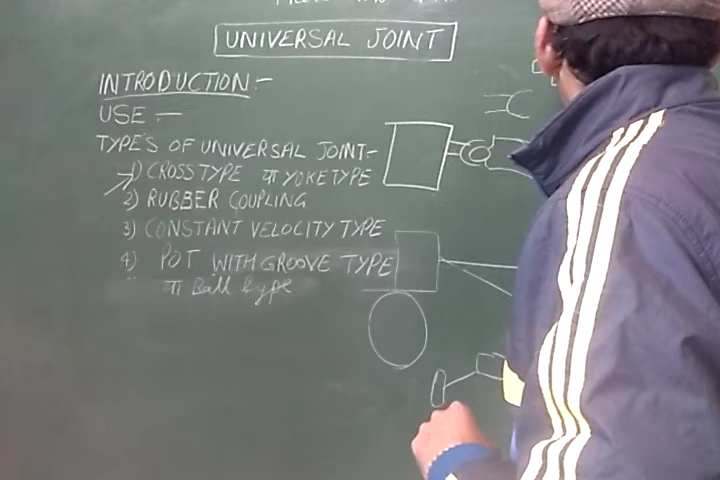 UNIVERSAL JOINT
INTRODUCTION:-
USE :-
TYPE'S OF UNIVERSAL JOINT:-
1) CROSS TYPE या YOKE TYPE
2) RUBBER COUPLING
3) CONSTANT VELOCITY TYPE
4) POT WITH GROOVE TYPE
या Ball type